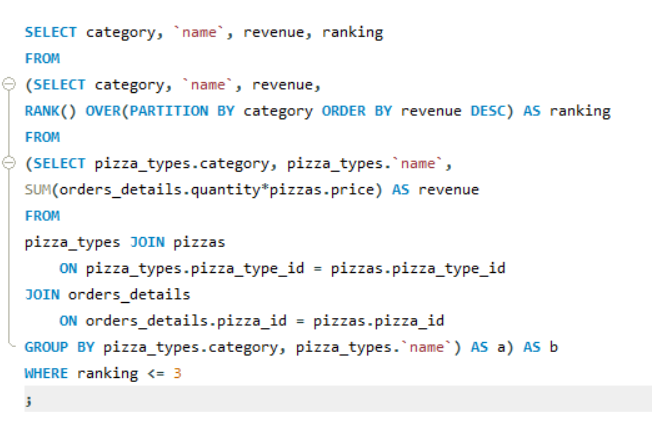 SELECT category, `name`, revenue, ranking
FROM
(SELECT category, `name`, revenue,
RANK() OVER(PARTITION BY category ORDER BY revenue DESC) AS ranking
FROM
(SELECT pizza_types.category, pizza_types.`name`,
SUM(orders_details.quantity*pizzas.price) AS revenue
FROM
pizza_types JOIN pizzas
    ON pizza_types.pizza_type_id = pizzas.pizza_type_id
JOIN orders_details
    ON orders_details.pizza_id = pizzas.pizza_id
GROUP BY pizza_types.category, pizza_types.`name`) AS a) AS b
WHERE ranking <= 3
;